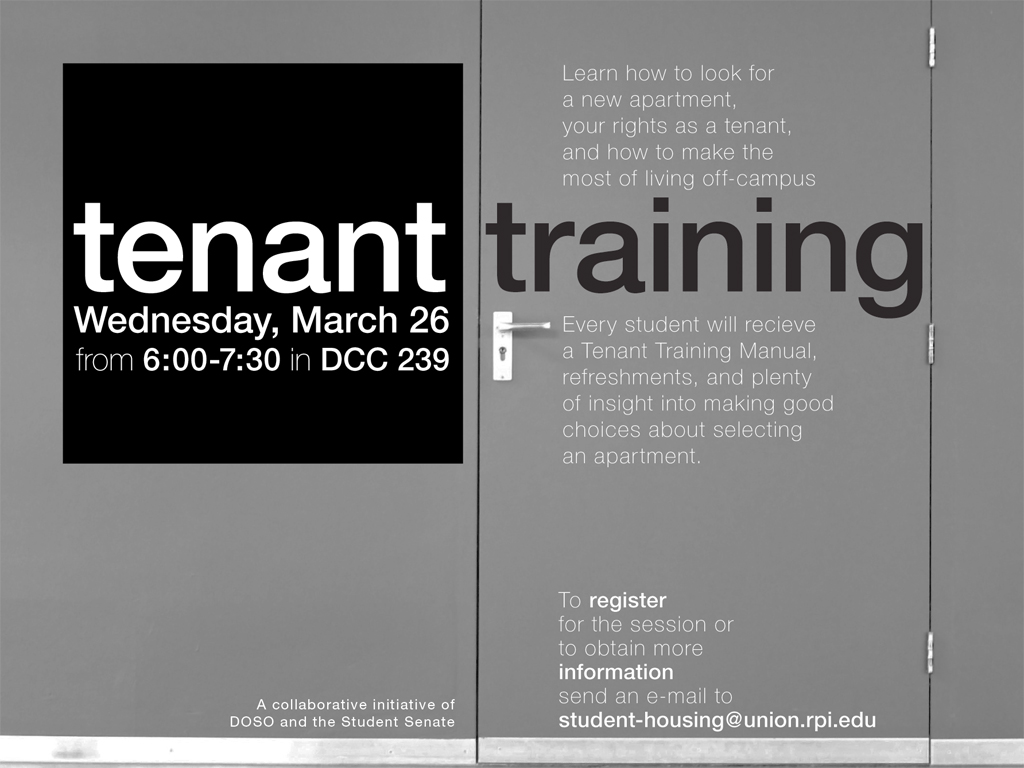 Learn how to look for
a new apartment,
your rights as a tenant,
and how to make the
most of living off-campus
tenant training
Wednesday, March 26
from 6:00-7:30 in DCC 239
Every student will recieve
a Tenant Training Manual,
refreshments, and plenty
of insight into making good
choices about selecting
an apartment.
To register
for the session or
to obtain more
information
send an e-mail to
student-housing@union.rpi.edu
A collaborative initiative of
DOSO and the Student Senate